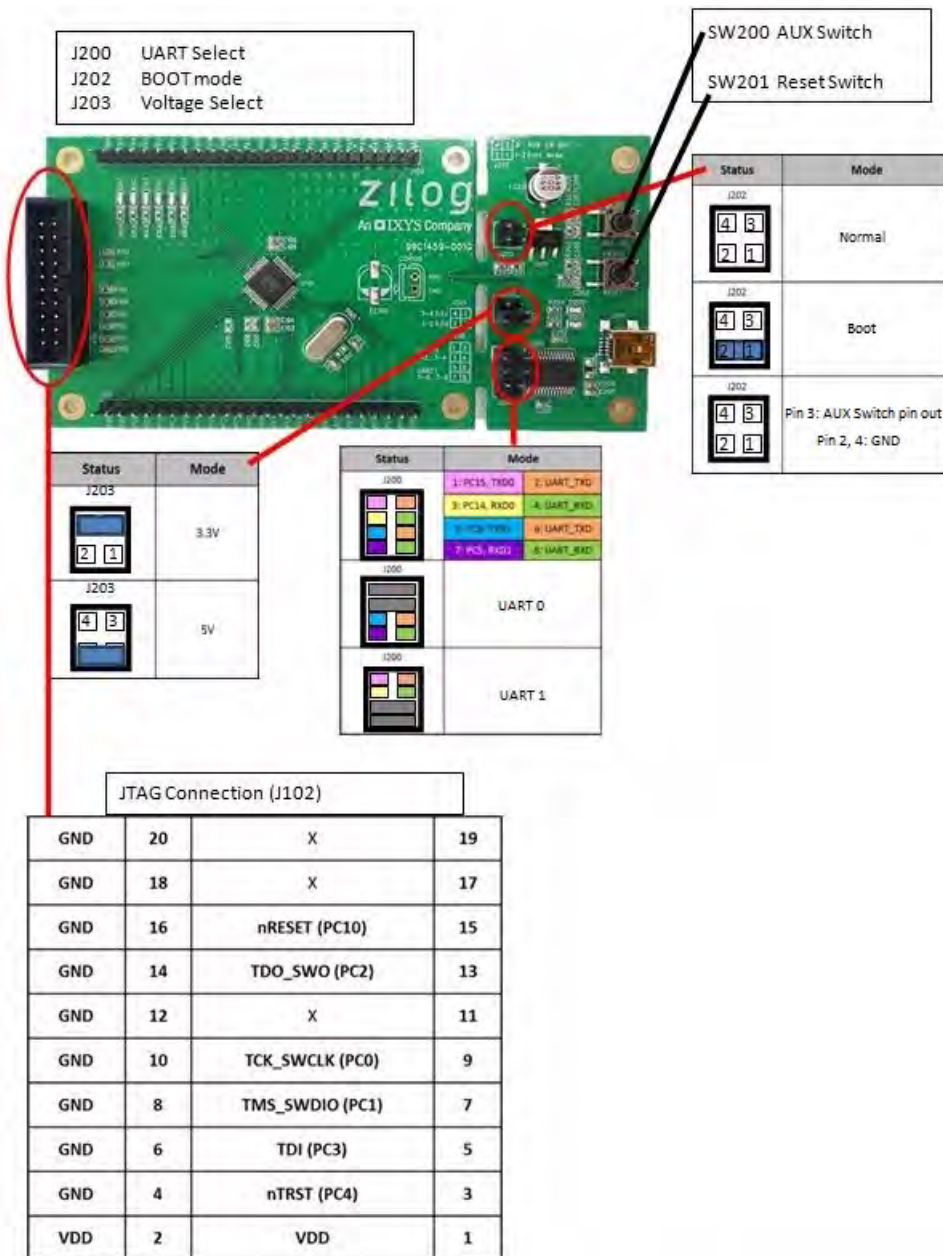 J200 UART Select
J202 BOOT mode
J203 Voltage Select
SW200 AUX Switch
SW201 Reset Switch
zilog
An IXYS Company
Status Mode
J202
4 3
2 1
Normal
J202
4 3
2 1
Boot
J202
4 3
2 1
Pin 3: AUX Switch pin out
Pin 2, 4: GND
Status Mode
J203
2 1
3.3V
J203
4 3
5V
Status Mode
J200
1: PC15, TXD0 2: UART_TXD
3: PC14, RXD0 4: UART_RXD
6: UART_TXD
7: PC5, RXD1 8: UART_RXD
J200
UART 0
J200
UART 1
JTAG Connection (J102)
GND 20 X 19
GND 18 X 17
GND 16 nRESET (PC10) 15
GND 14 TDO_SWO (PC2) 13
GND 12 X 11
GND 10 TCK_SWCLK (PC0) 9
GND 8 TMS_SWDIO (PC1) 7
GND 6 TDI (PC3) 5
GND 4 nTRST (PC4) 3
VDD 2 VDD 1